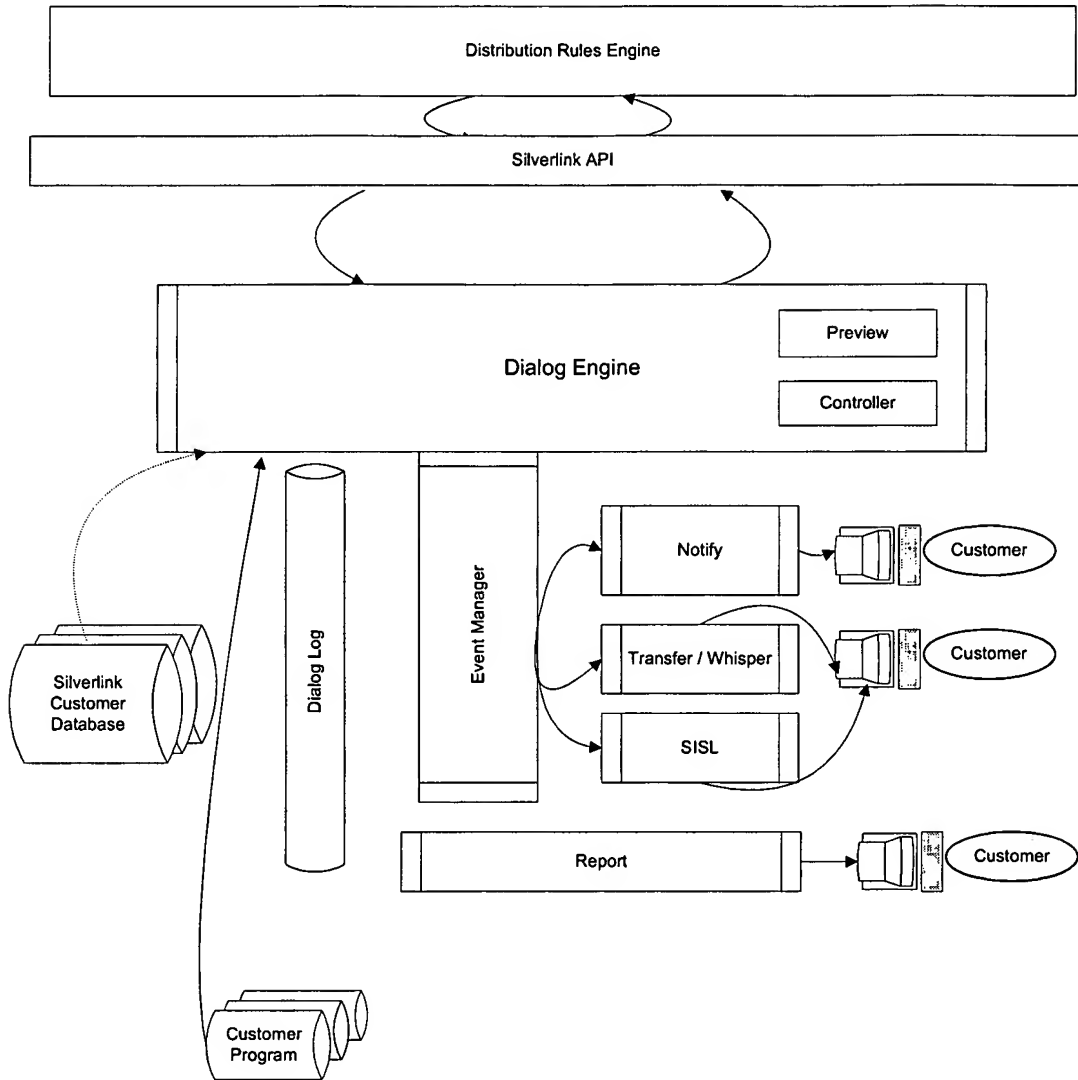 Distribution Rules Engine
Silverlink API
Preview
Dialog Engine
Controller
Notify
Customer
Event Manager
Dialog Log
Transfer / Whisper
Customer
Silverlink
Customer
Database
SISL
Report
Customer
Customer
Program